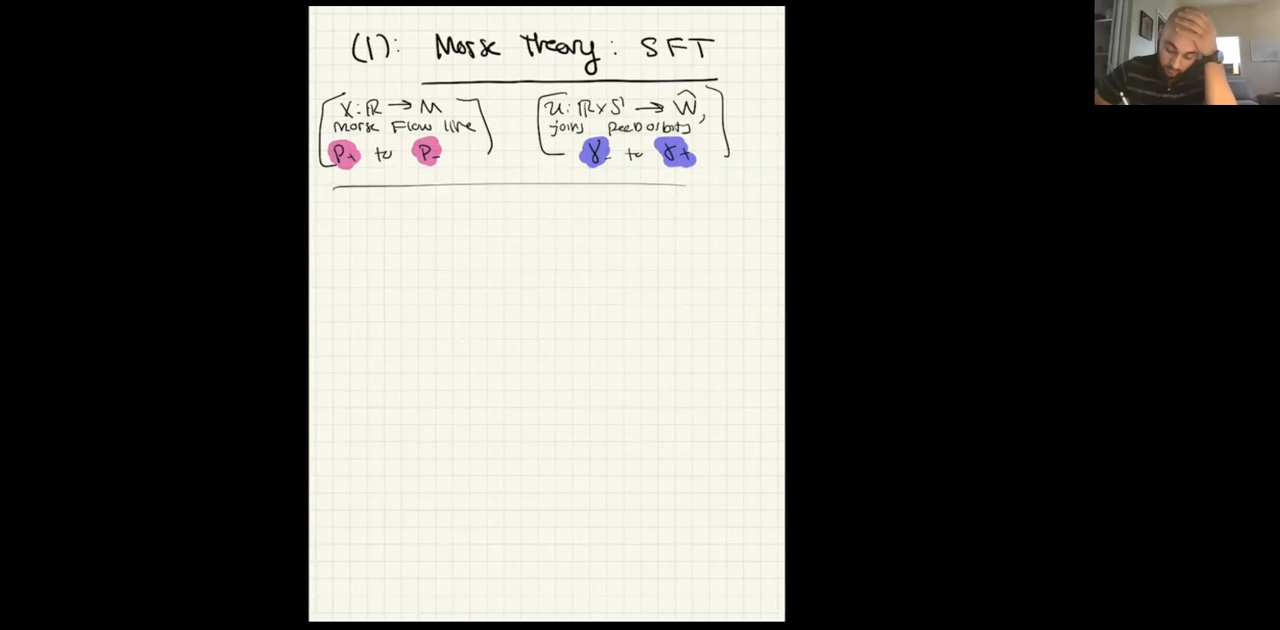 (1): Morse Theory: SFT
γ: ℝ → M
Morse Flow line
P₊ to P₋
u: ℝ×S¹ → Ŵ,
joins Reeb orbits
γ₋ to γ₊